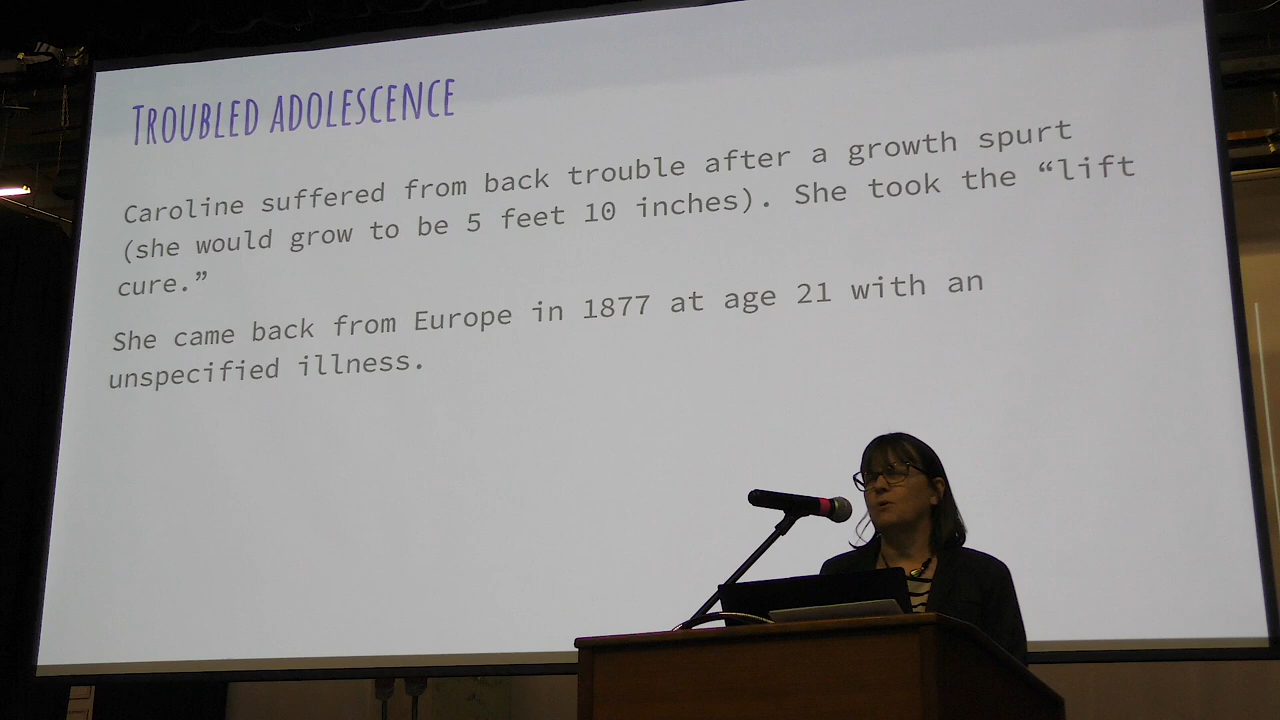 TROUBLED ADOLESCENCE
Caroline suffered from back trouble after a growth spurt
(she would grow to be 5 feet 10 inches). She took the “lift
cure.”
She came back from Europe in 1877 at age 21 with an
unspecified illness.